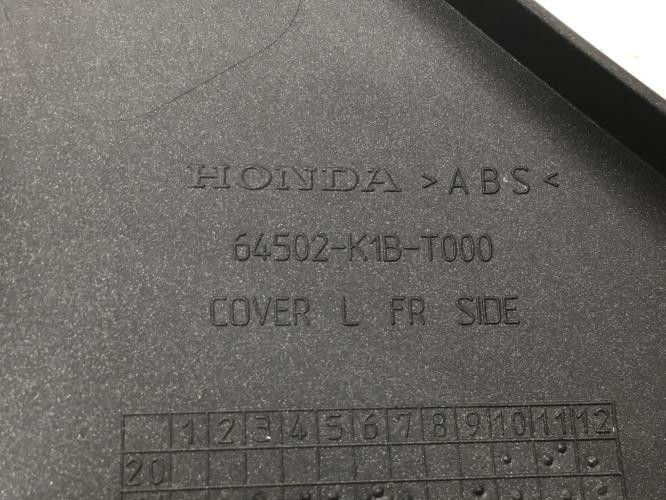 HONDA >ABS<
64502-K1B-T000
COVER L FR SIDE
1 2 3 4 5 6 7 8 9 10 11 12
20